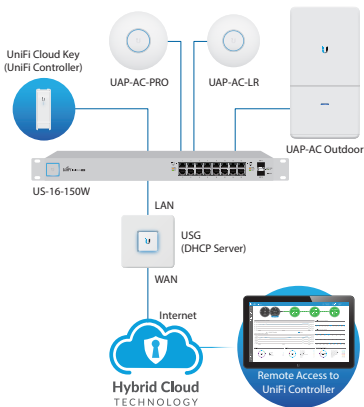 UniFi Cloud Key
(UniFi Controller)
UAP-AC-PRO
UAP-AC-LR
UAP-AC Outdoor
US-16-150W
LAN
USG
(DHCP Server)
WAN
Internet
Hybrid Cloud
TECHNOLOGY
Remote Access to
UniFi Controller